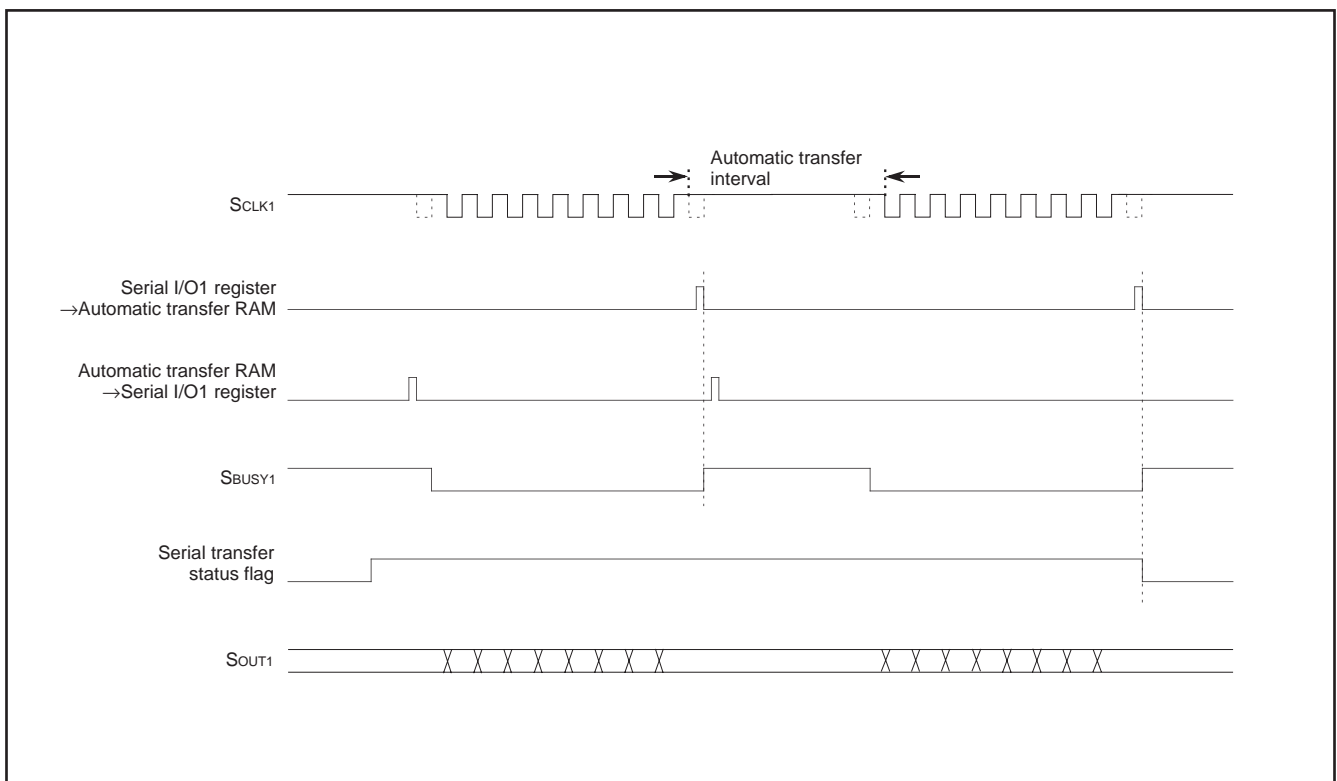 Automatic transfer
interval
SCLK1
Serial I/O1 register
→Automatic transfer RAM
Automatic transfer RAM
→Serial I/O1 register
SBUSY1
Serial transfer
status flag
SOUT1